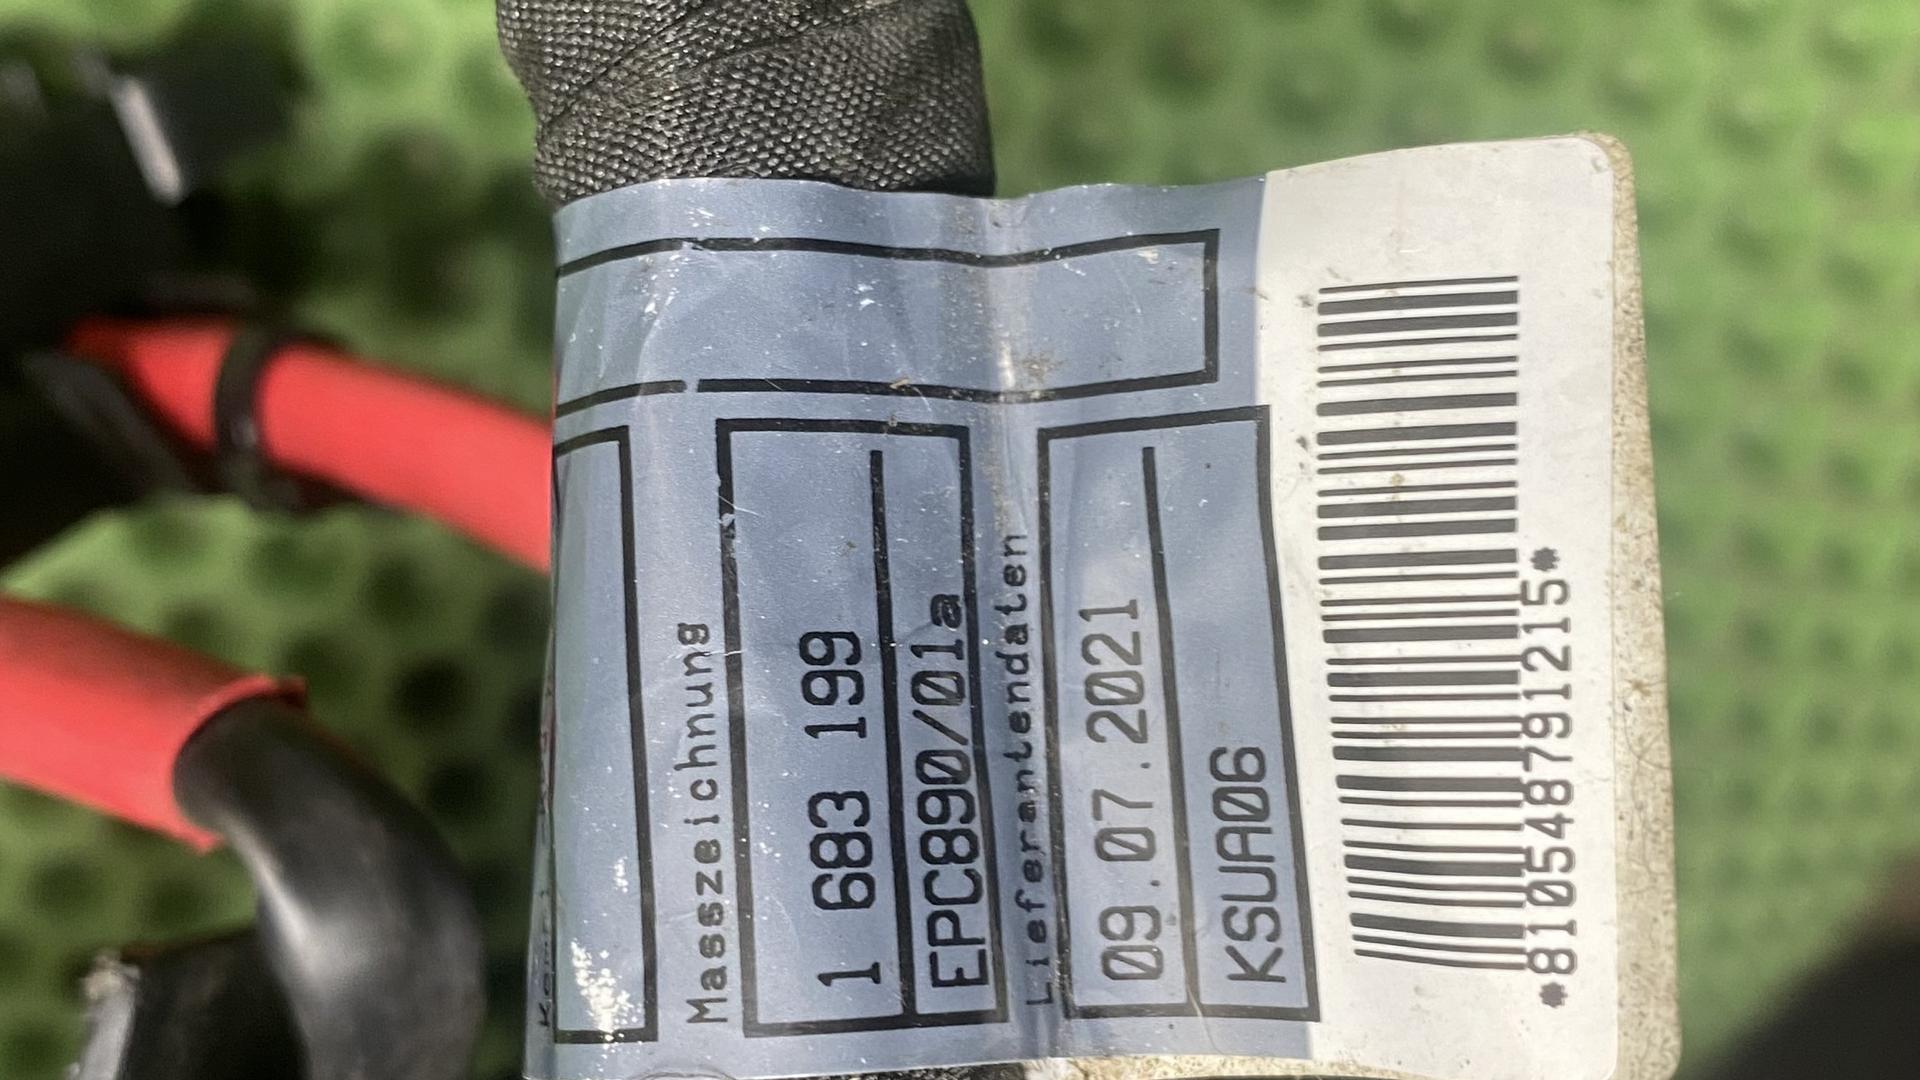 Masszeichnung
1 683 199
EPC890/01a
Lieferantendaten
09.07.2021
KSUA06
*810548791215*